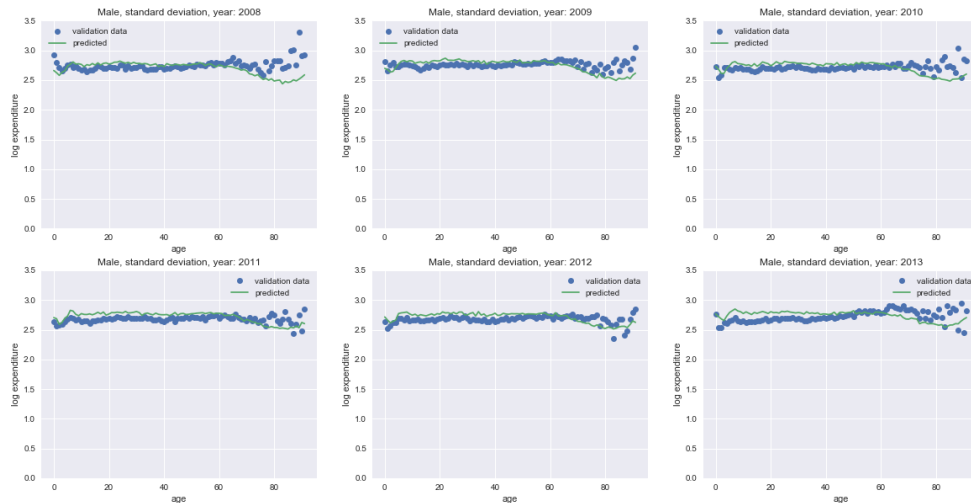 Male, standard deviation, year: 2008
3.5
3.0
2.5
2.0
1.5
1.0
0.5
0.0
log expenditure
validation data
predicted
0 20 40 60 80
age
Male, standard deviation, year: 2009
3.5
3.0
2.5
2.0
1.5
1.0
0.5
0.0
log expenditure
validation data
predicted
0 20 40 60 80
age
Male, standard deviation, year: 2010
3.5
3.0
2.5
2.0
1.5
1.0
0.5
0.0
log expenditure
validation data
predicted
0 20 40 60 80
age
Male, standard deviation, year: 2011
3.5
3.0
2.5
2.0
1.5
1.0
0.5
0.0
log expenditure
validation data
predicted
0 20 40 60 80
age
Male, standard deviation, year: 2012
3.5
3.0
2.5
2.0
1.5
1.0
0.5
0.0
log expenditure
validation data
predicted
0 20 40 60 80
age
Male, standard deviation, year: 2013
3.5
3.0
2.5
2.0
1.5
1.0
0.5
0.0
log expenditure
validation data
predicted
0 20 40 60 80
age